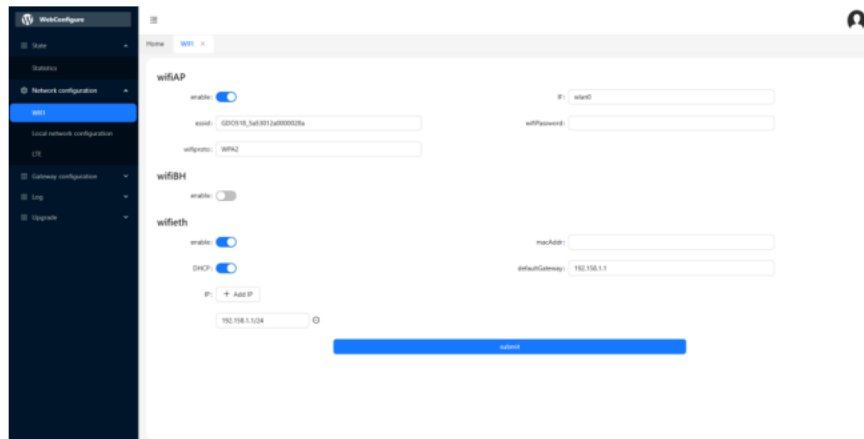 WebConfigure
State
Statistics
Network configuration
WIFI
Local network configuration
LTE
Gateway configuration
Log
Upgrade
Home WIFI ×
wifiAP
enable:
IF: wlan0
essid:
wifiPassword:
wifiproto: WPA2
wifiBH
enable:
wifieth
enable:
macAddr:
DHCP:
defaultGateway: 192.158.1.1
IP: + Add IP
192.158.1.1/24
submit